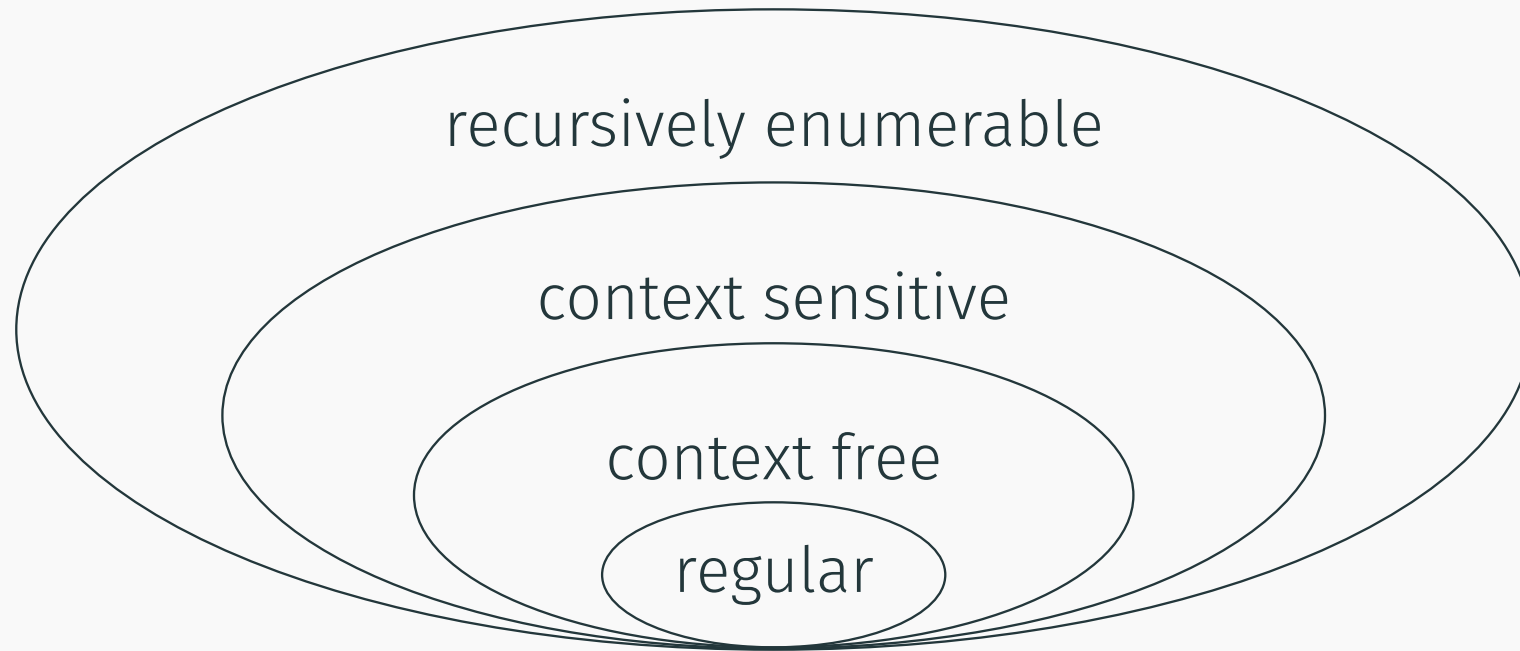 recursively enumerable
context sensitive
context free
regular